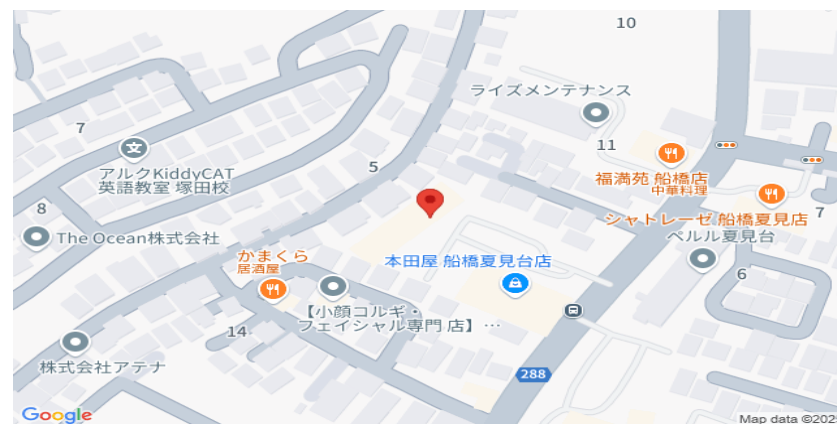 10
ライズメンテナンス
7
11
アルクKiddyCAT
英語教室 塚田校
5
福満苑 船橋店
中華料理
8
シャトレーゼ 船橋夏見店
7
The Ocean株式会社
ベルル夏見台
かまくら
居酒屋
本田屋 船橋夏見台店
6
【小顔コルギ・
フェイシャル専門 店】…
14
株式会社アテナ
288
Google
Map data ©202